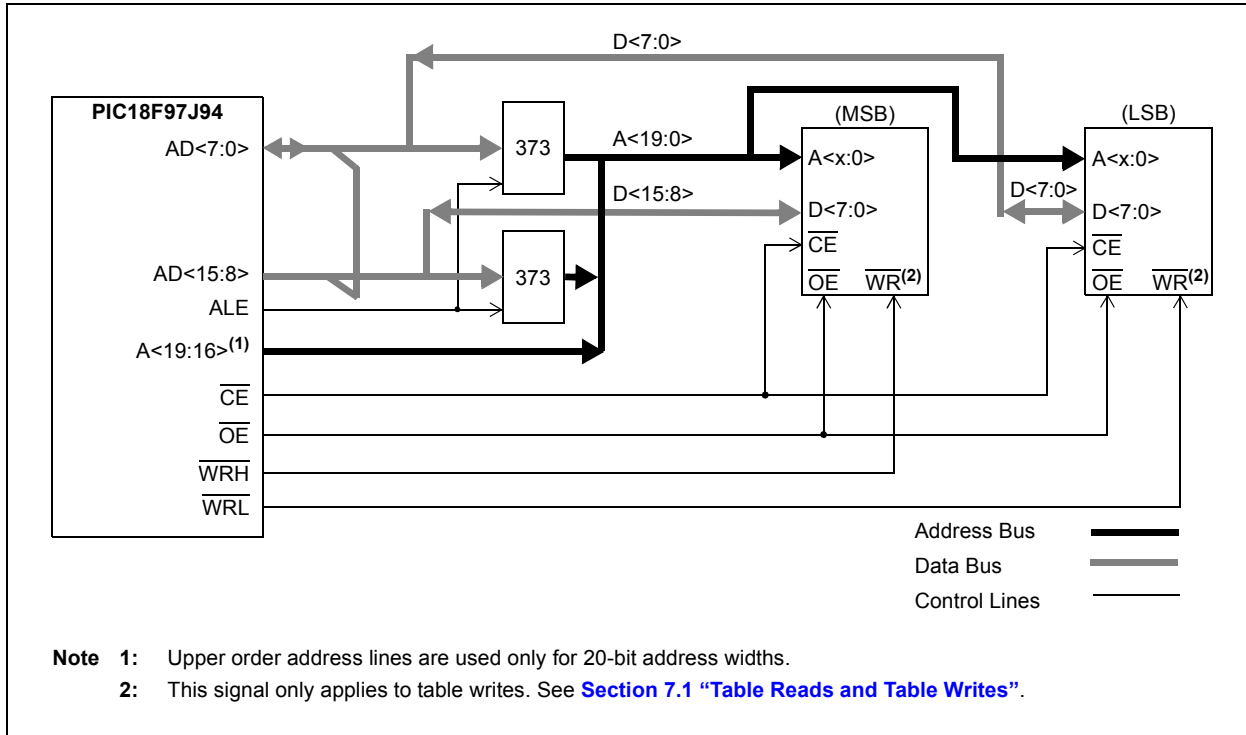 D<7:0>
PIC18F97J94
AD<7:0>
AD<15:8>
ALE
A<19:16>(1)
CE
OE
WRH
WRL
373
373
A<19:0>
D<15:8>
(MSB)
A<x:0>
D<7:0>
CE
OE WR(2)
(LSB)
D<7:0>
A<x:0>
D<7:0>
CE
OE WR(2)
Address Bus
Data Bus
Control Lines
Note 1: Upper order address lines are used only for 20-bit address widths.
2: This signal only applies to table writes. See Section 7.1 “Table Reads and Table Writes”.